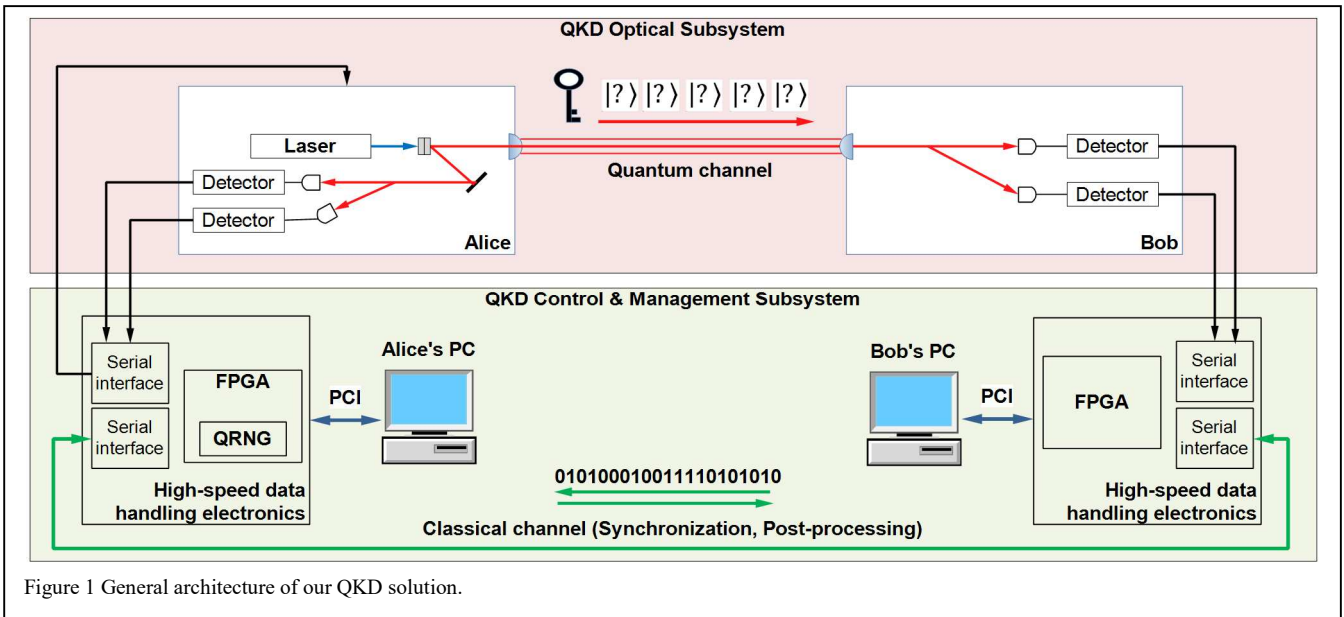 QKD Optical Subsystem
|?⟩ |?⟩ |?⟩ |?⟩ |?⟩
Laser
Quantum channel
Detector
Detector
Alice
Detector
Detector
Bob
QKD Control & Management Subsystem
Serial
interface
FPGA
QRNG
Serial
interface
High-speed data
handling electronics
PCI
Alice's PC
Bob's PC
PCI
FPGA
Serial
interface
Serial
interface
High-speed data
handling electronics
010100010011110101010
Classical channel (Synchronization, Post-processing)
Figure 1 General architecture of our QKD solution.